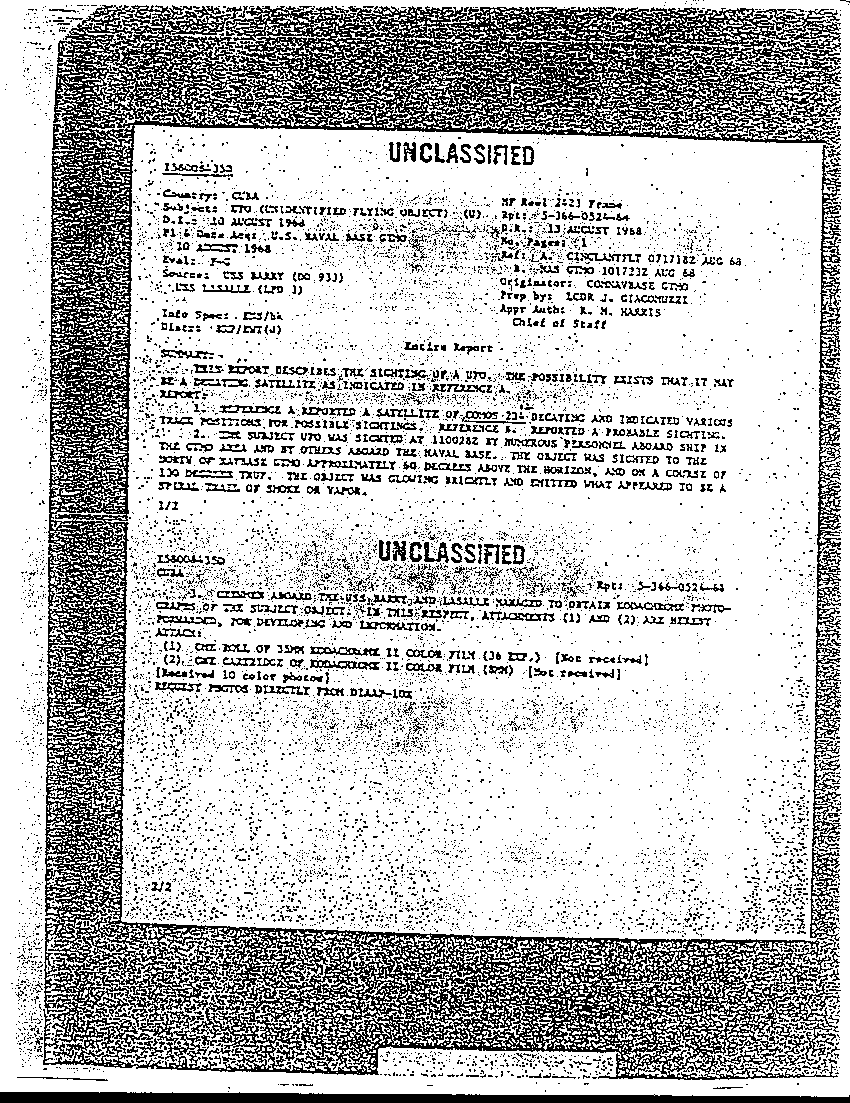 UNCLASSIFIED
Country: CUBA
MF Reel 2623 Frame
Subject: UFO (UNIDENTIFIED FLYING OBJECT) (U)
Rpt: 5-366-0526-68
D.I.: 10 AUGUST 1968
D.R.: 13 AUGUST 1968
Pl & Date Acq: U.S. NAVAL BASE GTMO
No. Pages: 1
10 AUGUST 1968
Ref: A. CINCLANTFLT 071718Z AUG 68
Eval: F-6
B. NAS GTMO 101723Z AUG 68
Source: USS BARRY (DD 933)
Originator: COMNAVBASE GTMO
USS LASALLE (LPD 3)
Prep by: LCDR J. GIACOMUZZI
Appr Auth: R. M. HARRIS
Info Spec:
Chief of Staff
Distr:
Entire Report
SUMMARY:
THIS REPORT DESCRIBES THE SIGHTING OF A UFO. THE POSSIBILITY EXISTS THAT IT MAY
BE A DECAYING SATELLITE AS INDICATED IN REFERENCE A.
REPORT:
1. REFERENCE A REPORTED A SATELLITE OF DECAYING AND INDICATED VARIOUS
TRACE POSITIONS FOR POSSIBLE SIGHTINGS. REFERENCE B. REPORTED A PROBABLE SIGHTING.
2. THE SUBJECT UFO WAS SIGHTED AT 110028Z BY NUMEROUS PERSONNEL ABOARD SHIP IN
THE GTMO AREA AND BY OTHERS ABOARD THE NAVAL BASE. THE OBJECT WAS SIGHTED TO THE
NORTH OF NAVBASE GTMO APPROXIMATELY 60 DEGREES ABOVE THE HORIZON, AND ON A COURSE OF
130 DEGREES TRUE. THE OBJECT WAS GLOWING BRIGHTLY AND EMITTED WHAT APPEARED TO BE A
SPIRAL TRAIL OF SMOKE OR VAPOR.
1/2
UNCLASSIFIED
CUBA
Rpt: 5-366-0526-68
3. CREWMEN ABOARD THE USS BARRY AND LASALLE MANAGED TO OBTAIN KODACHROME PHOTO-
GRAPHS OF THE SUBJECT OBJECT. IN THIS RESPECT, ATTACHMENTS (1) AND (2) ARE HEREBY
FORWARDED, FOR DEVELOPING AND INFORMATION.
ATTACH:
(1) ONE ROLL OF 35MM KODACHROME II COLOR FILM (36 EXP.) [Not received]
(2) ONE CARTRIDGE OF KODACHROME II COLOR FILM (8MM) [Not received]
[Received 10 color photos]
REQUEST PHOTOS DIRECTLY FROM DIAAP-10X
2/2